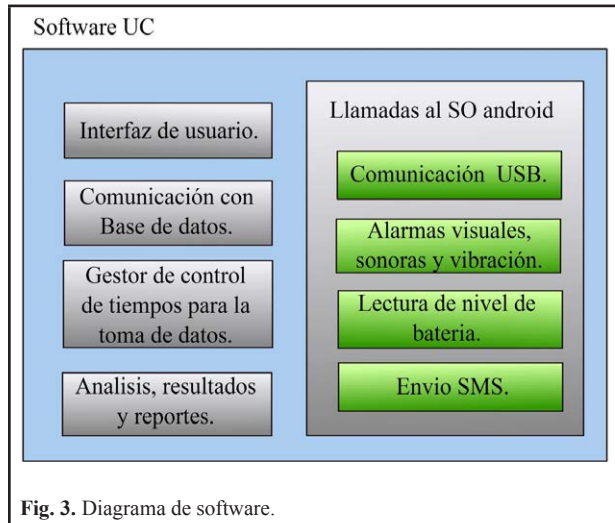 Software UC
Interfaz de usuario.
Comunicación con
Base de datos.
Gestor de control
de tiempos para la
toma de datos.
Analisis, resultados
y reportes.
Llamadas al SO android
Comunicación USB.
Alarmas visuales,
sonoras y vibración.
Lectura de nivel de
bateria.
Envio SMS.
Fig. 3. Diagrama de software.